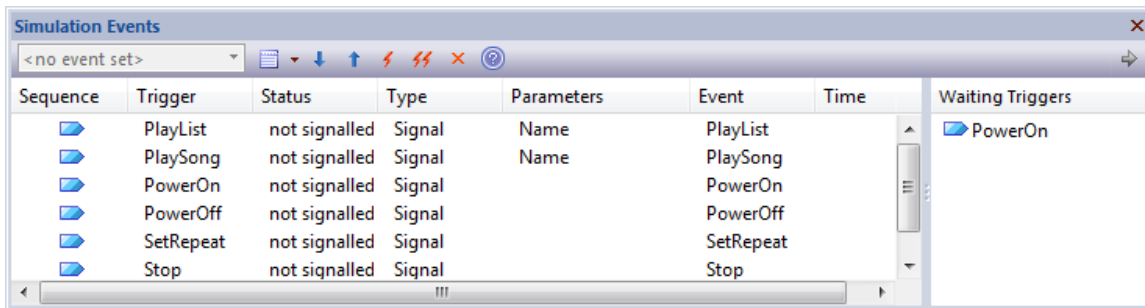 Simulation Events
<no event set>
Sequence Trigger Status Type Parameters Event Time Waiting Triggers
PlayList not signalled Signal Name PlayList PowerOn
PlaySong not signalled Signal Name PlaySong
PowerOn not signalled Signal PowerOn
PowerOff not signalled Signal PowerOff
SetRepeat not signalled Signal SetRepeat
Stop not signalled Signal Stop